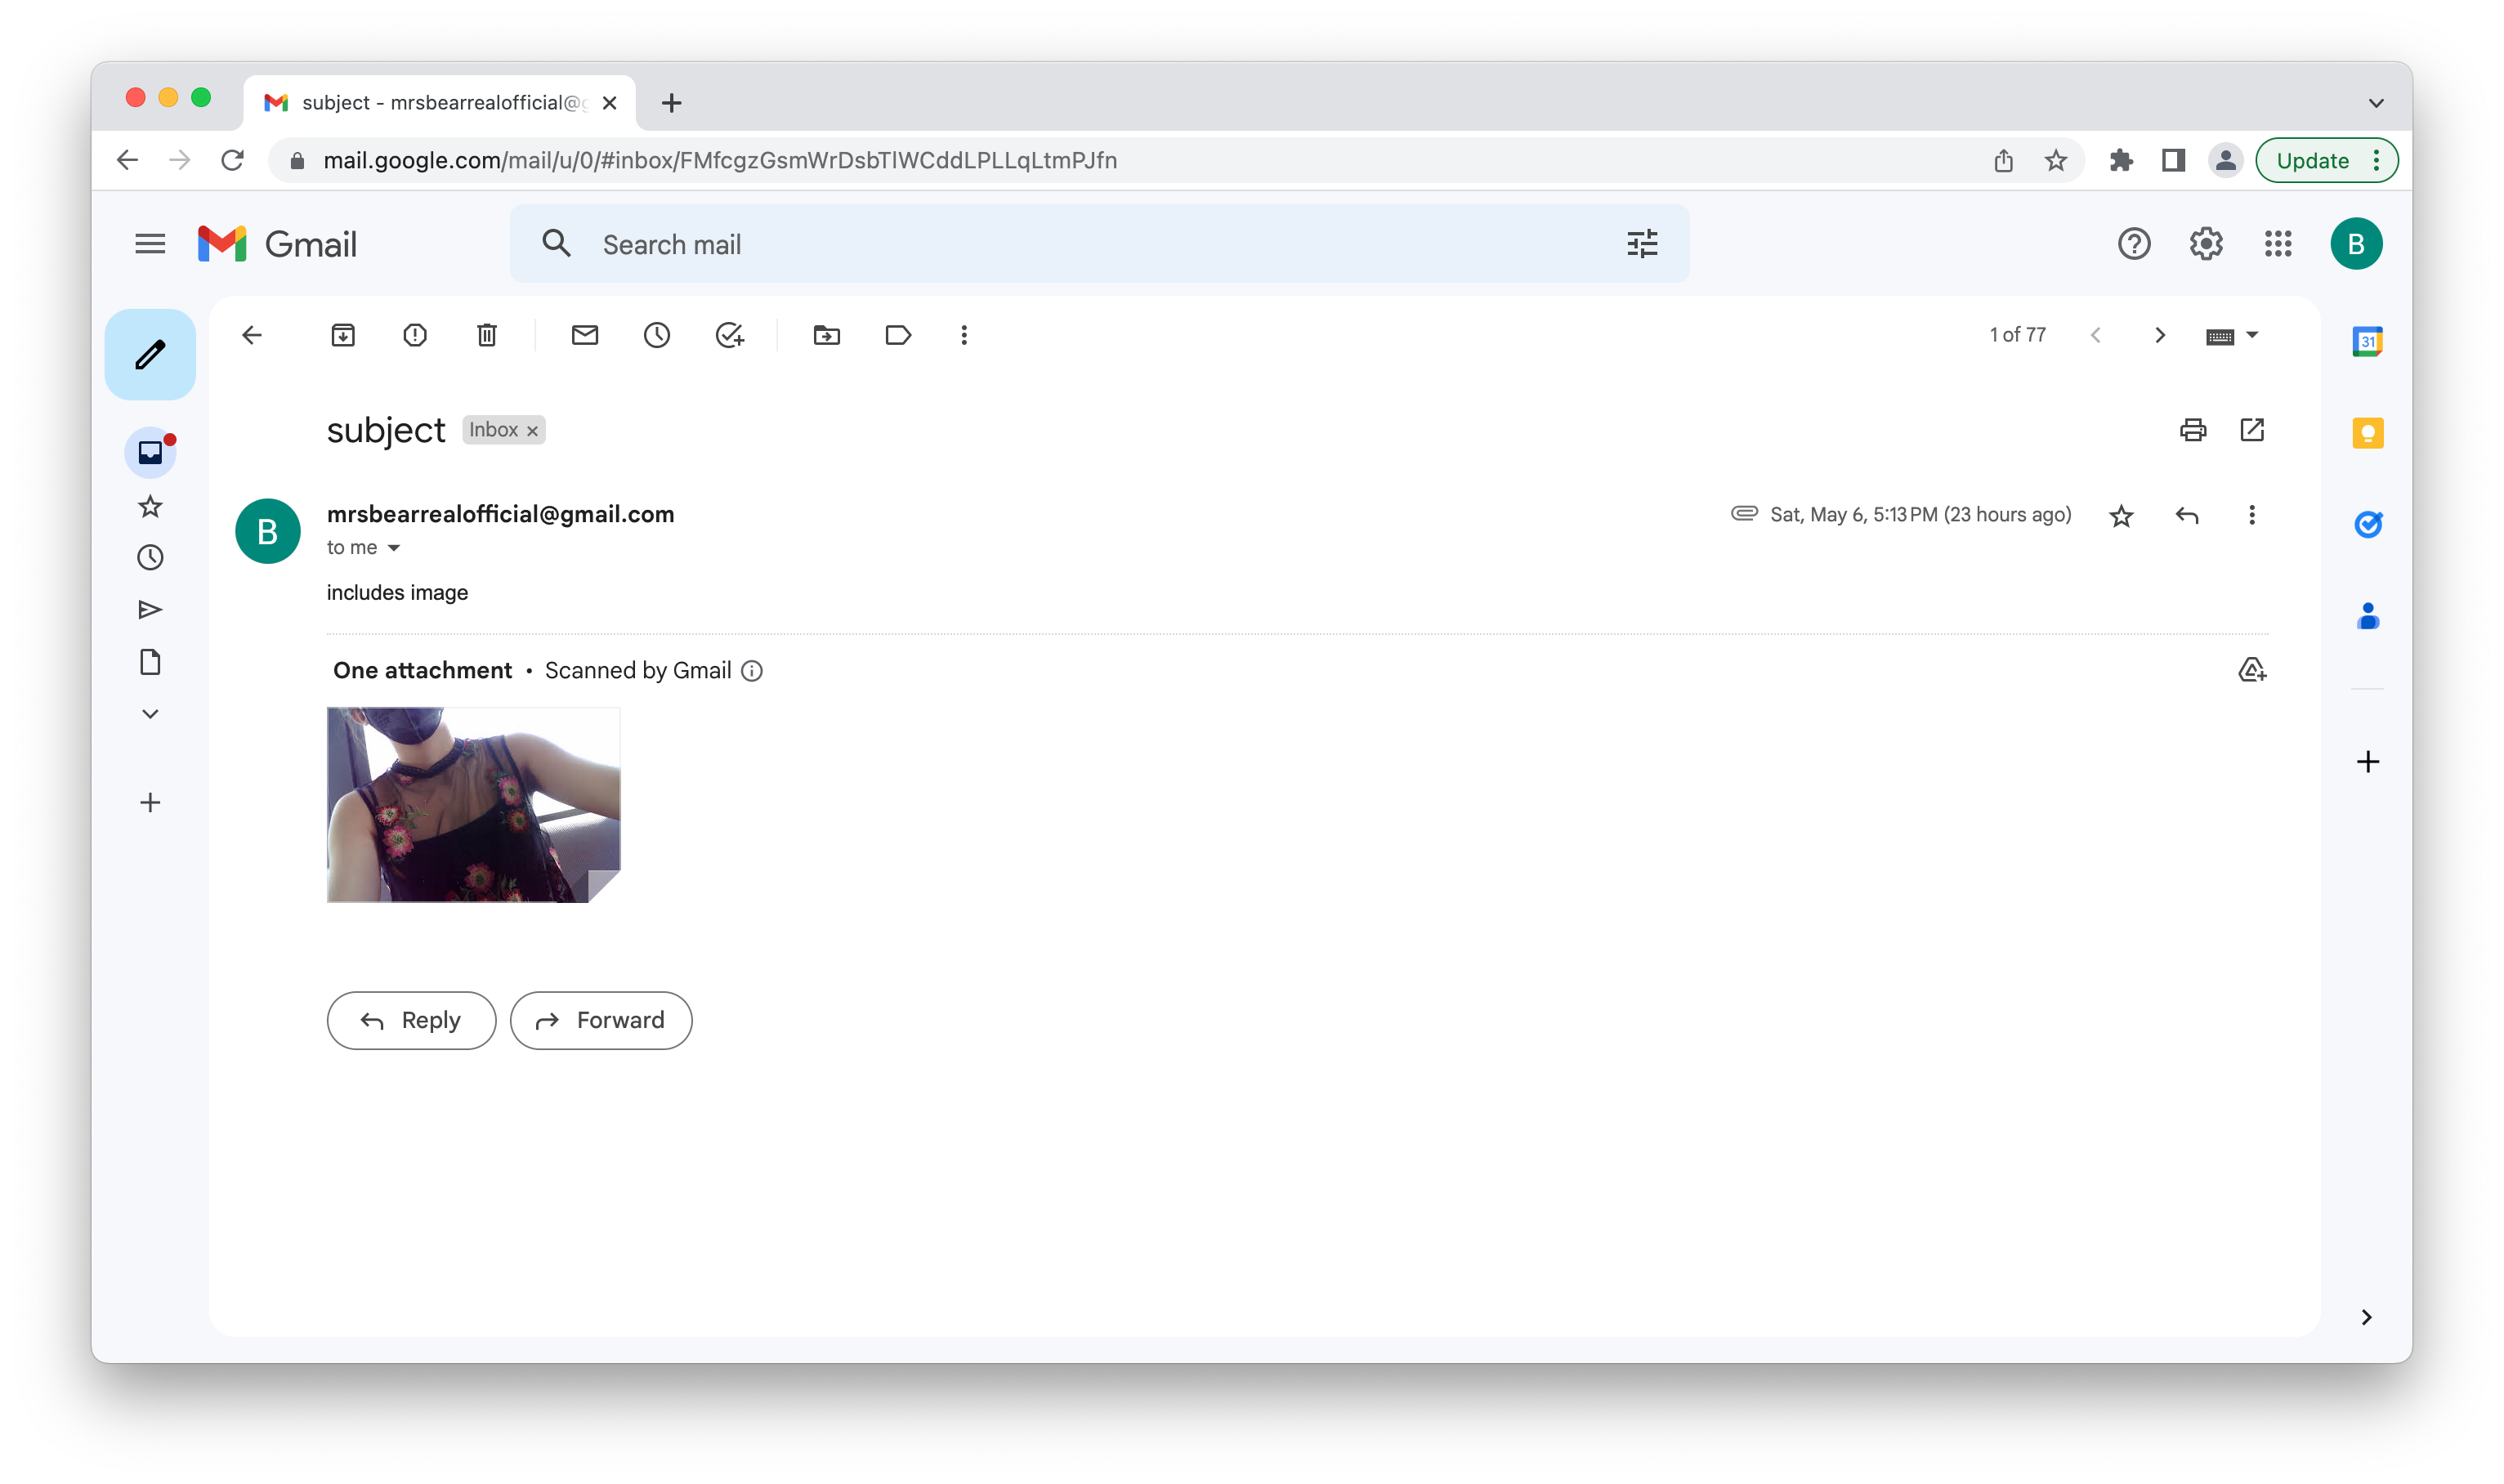 subject - mrsbearrealofficial@g
mail.google.com/mail/u/0/#inbox/FMfcgzGsmWrDsbTlWCddLPLLqLtmPJfn
Update
Gmail
Search mail
B
1 of 77
31
subject
Inbox ×
B
mrsbearrealofficial@gmail.com
Sat, May 6, 5:13 PM (23 hours ago)
to me
includes image
One attachment • Scanned by Gmail
Reply
Forward